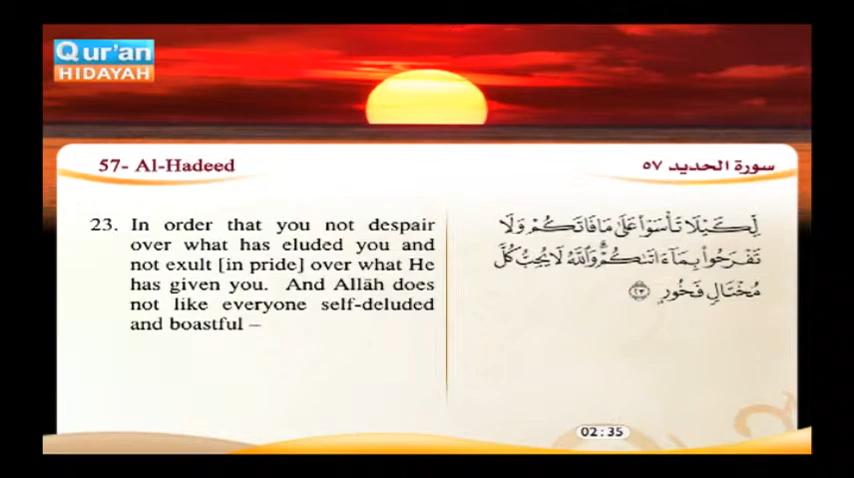 Qur'an
HIDAYAH
57- Al-Hadeed
سورة الحديد ٥٧
23. In order that you not despair
over what has eluded you and
not exult [in pride] over what He
has given you. And Allāh does
not like everyone self-deluded
and boastful –
لِّكَيْلَا تَأْسَوْا۟ عَلَىٰ مَا فَاتَكُمْ وَلَا
تَفْرَحُوا۟ بِمَآ ءَاتَىٰكُمْ ۗ وَٱللَّهُ لَا يُحِبُّ كُلَّ
مُخْتَالٍ فَخُورٍ ﴿٢٣﴾
02:35